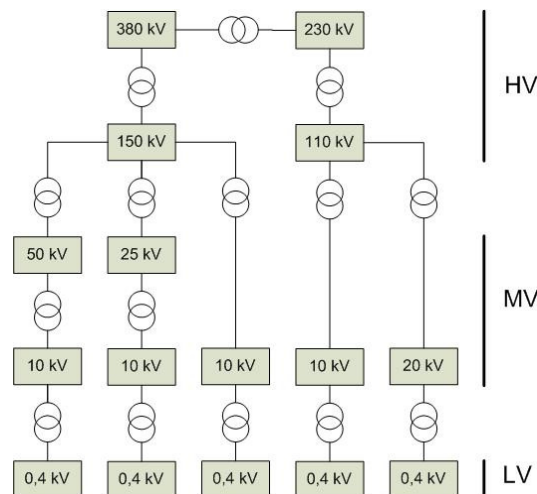 380 kV 230 kV
HV
150 kV 110 kV
50 kV 25 kV
MV
10 kV 10 kV 10 kV 10 kV 20 kV
0,4 kV 0,4 kV 0,4 kV 0,4 kV 0,4 kV
LV